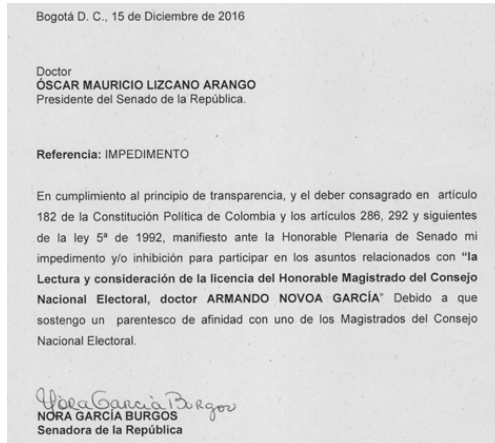 Bogotá D. C., 15 de Diciembre de 2016
Doctor
ÓSCAR MAURICIO LIZCANO ARANGO
Presidente del Senado de la República.
Referencia: IMPEDIMENTO
En cumplimiento al principio de transparencia, y el deber consagrado en artículo
182 de la Constitución Política de Colombia y los artículos 286, 292 y siguientes
de la ley 5ª de 1992, manifiesto ante la Honorable Plenaria de Senado mi
impedimento y/o inhibición para participar en los asuntos relacionados con “la
Lectura y consideración de la licencia del Honorable Magistrado del Consejo
Nacional Electoral, doctor ARMANDO NOVOA GARCÍA” Debido a que
sostengo un parentesco de afinidad con uno de los Magistrados del Consejo
Nacional Electoral.
Nora García Burgos
NORA GARCÍA BURGOS
Senadora de la República